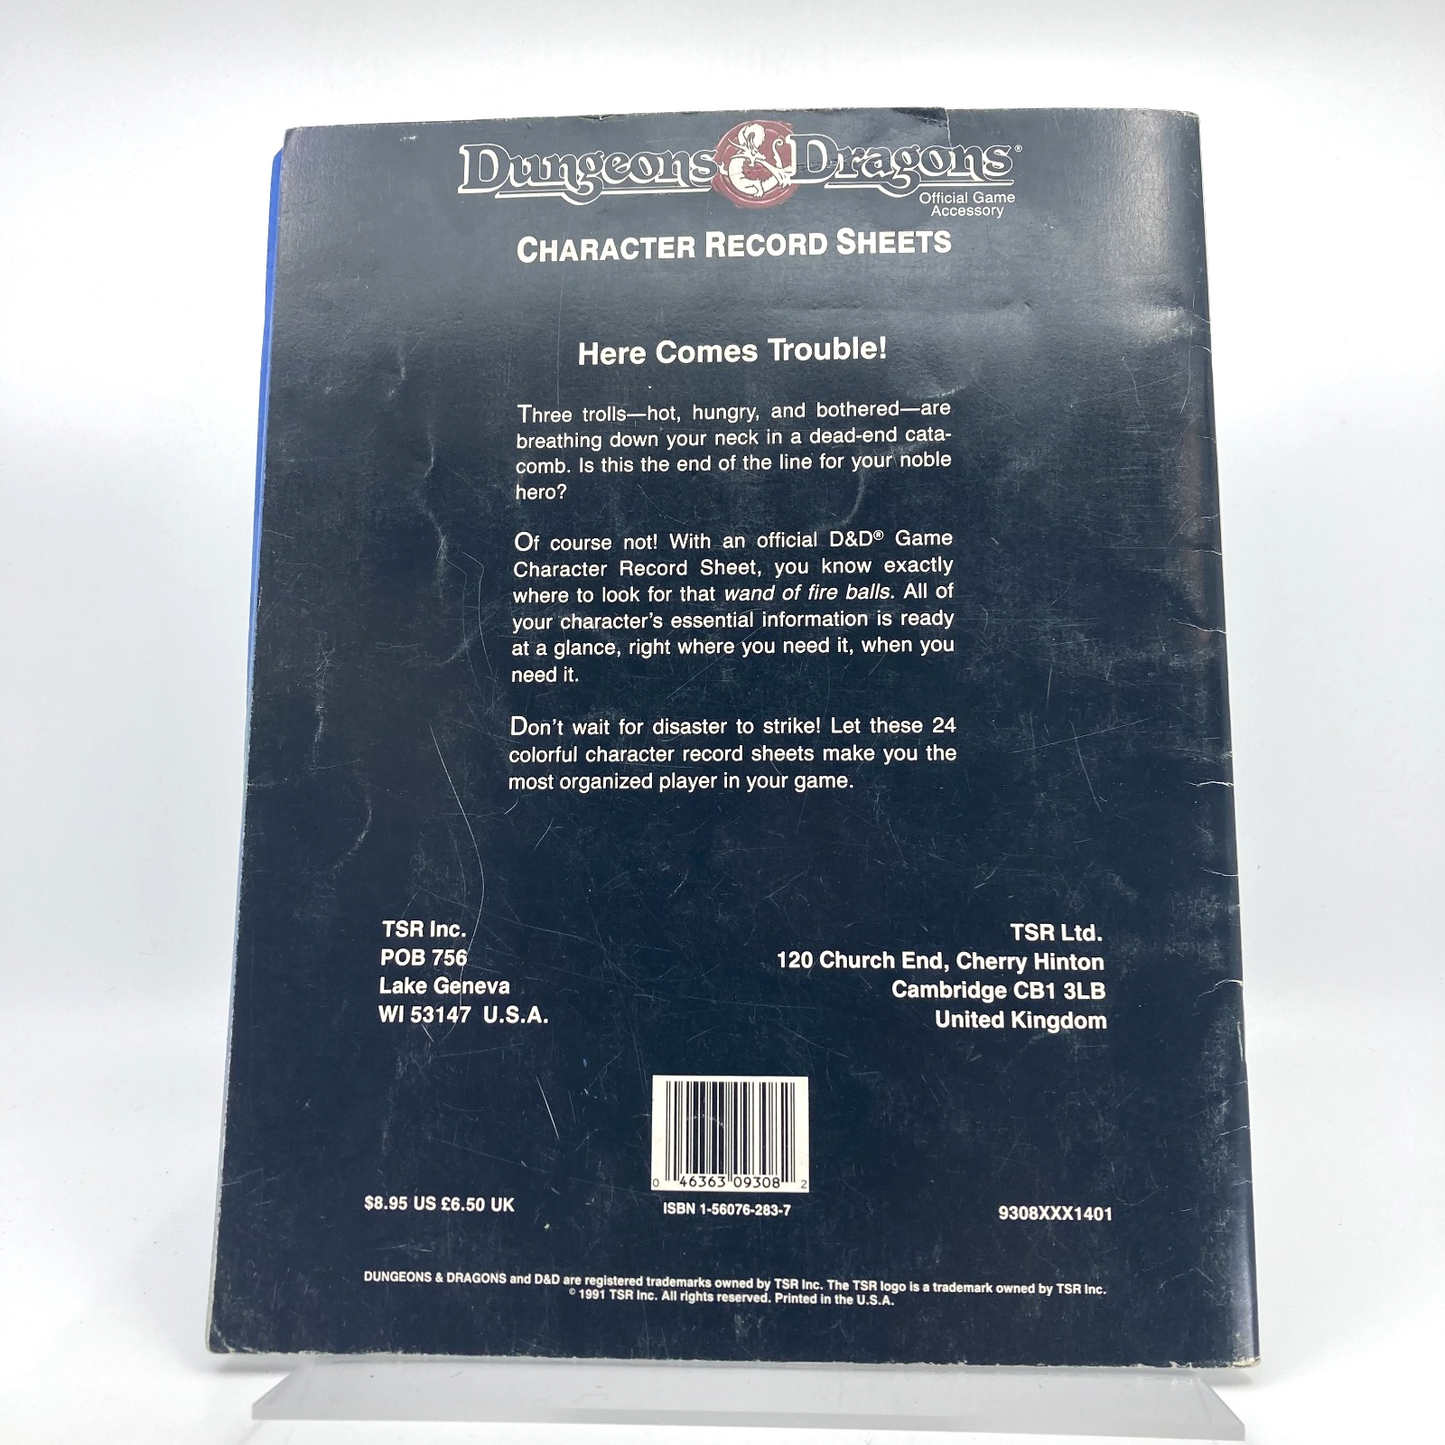 Dungeons & Dragons®
Official Game
Accessory
CHARACTER RECORD SHEETS
Here Comes Trouble!
Three trolls—hot, hungry, and bothered—are
breathing down your neck in a dead-end cata-
comb. Is this the end of the line for your noble
hero?
Of course not! With an official D&D® Game
Character Record Sheet, you know exactly
where to look for that wand of fire balls. All of
your character's essential information is ready
at a glance, right where you need it, when you
need it.
Don't wait for disaster to strike! Let these 24
colorful character record sheets make you the
most organized player in your game.
TSR Inc.
POB 756
Lake Geneva
WI 53147 U.S.A.
TSR Ltd.
120 Church End, Cherry Hinton
Cambridge CB1 3LB
United Kingdom
0 46363 09308 2
ISBN 1-56076-283-7
$8.95 US £6.50 UK
9308XXX1401
DUNGEONS & DRAGONS and D&D are registered trademarks owned by TSR Inc. The TSR logo is a trademark owned by TSR Inc.
©1991 TSR Inc. All rights reserved. Printed in the U.S.A.